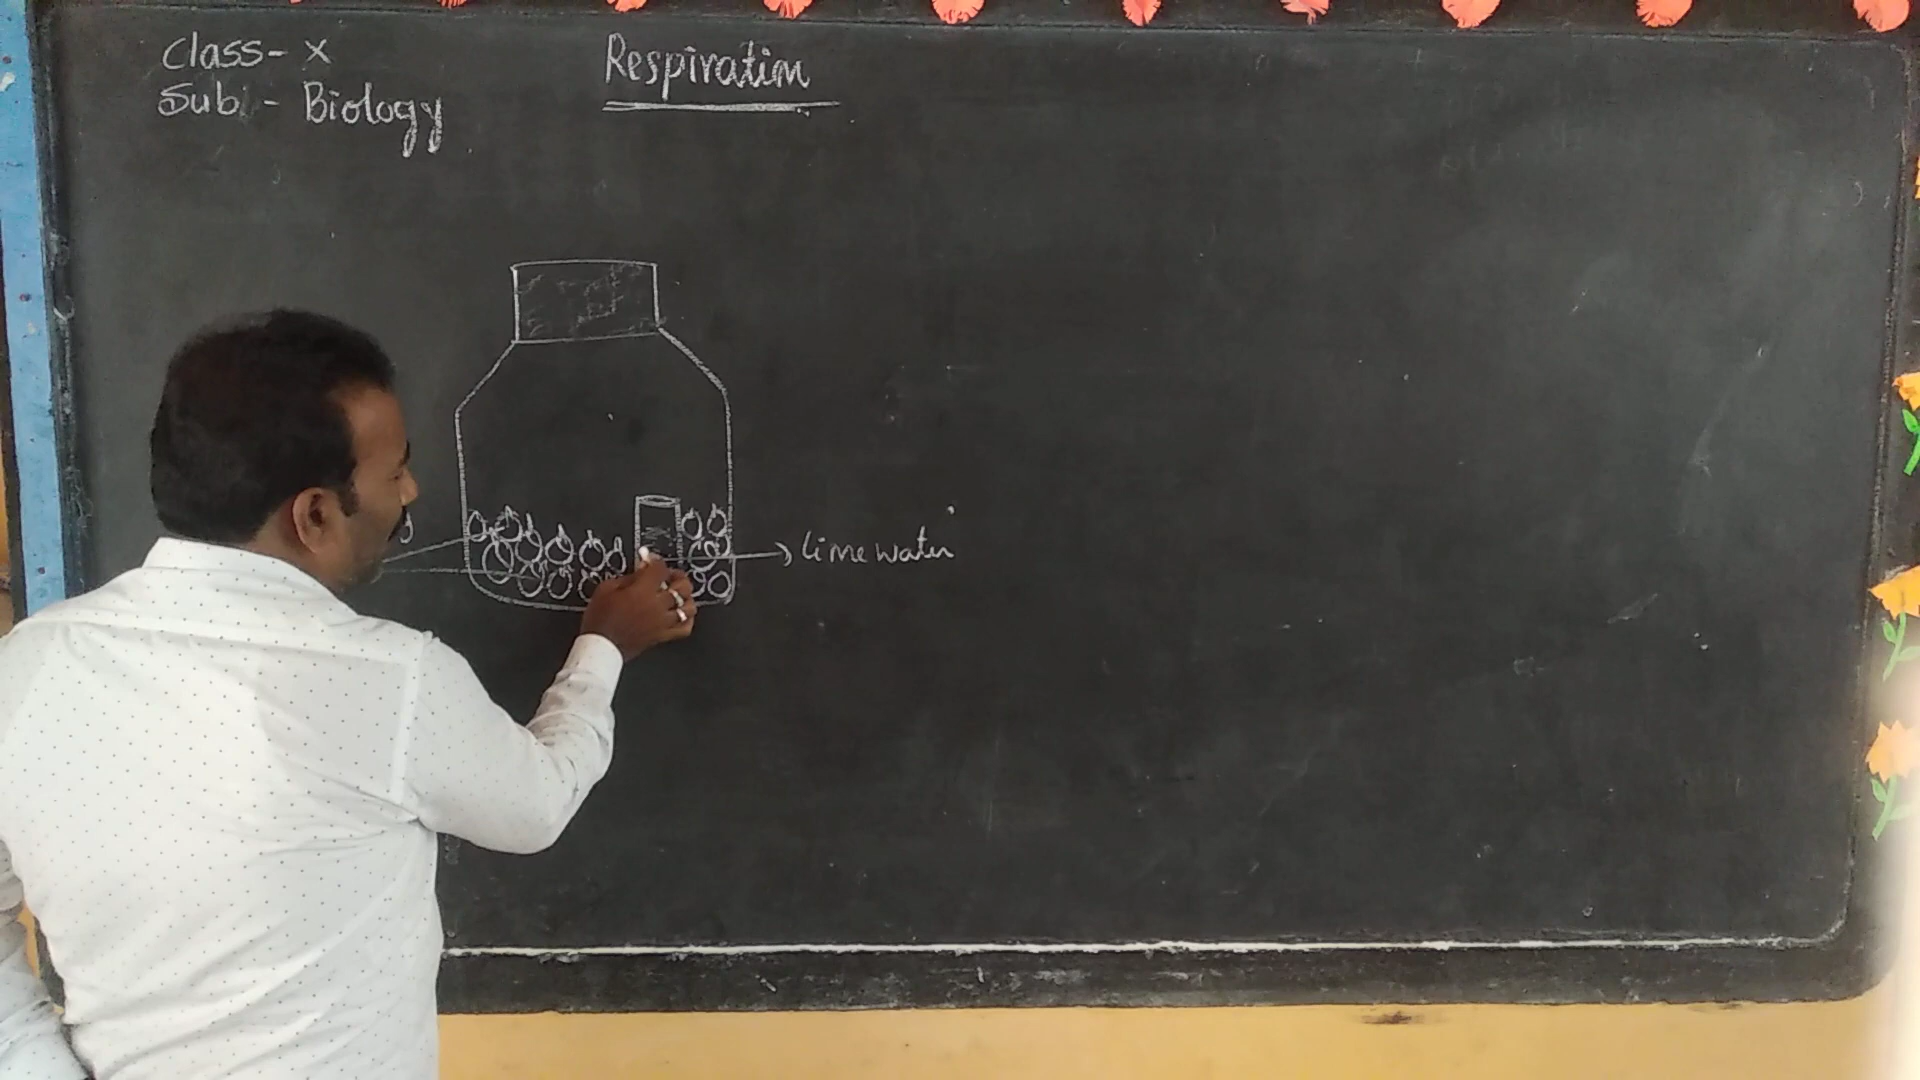 Class - X
Respiration
Sub. - Biology
lime water